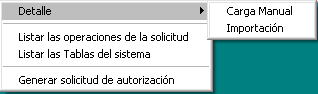 Detalle
Carga Manual
Importación
Listar las operaciones de la solicitud
Listar las Tablas del sistema
Generar solicitud de autorización